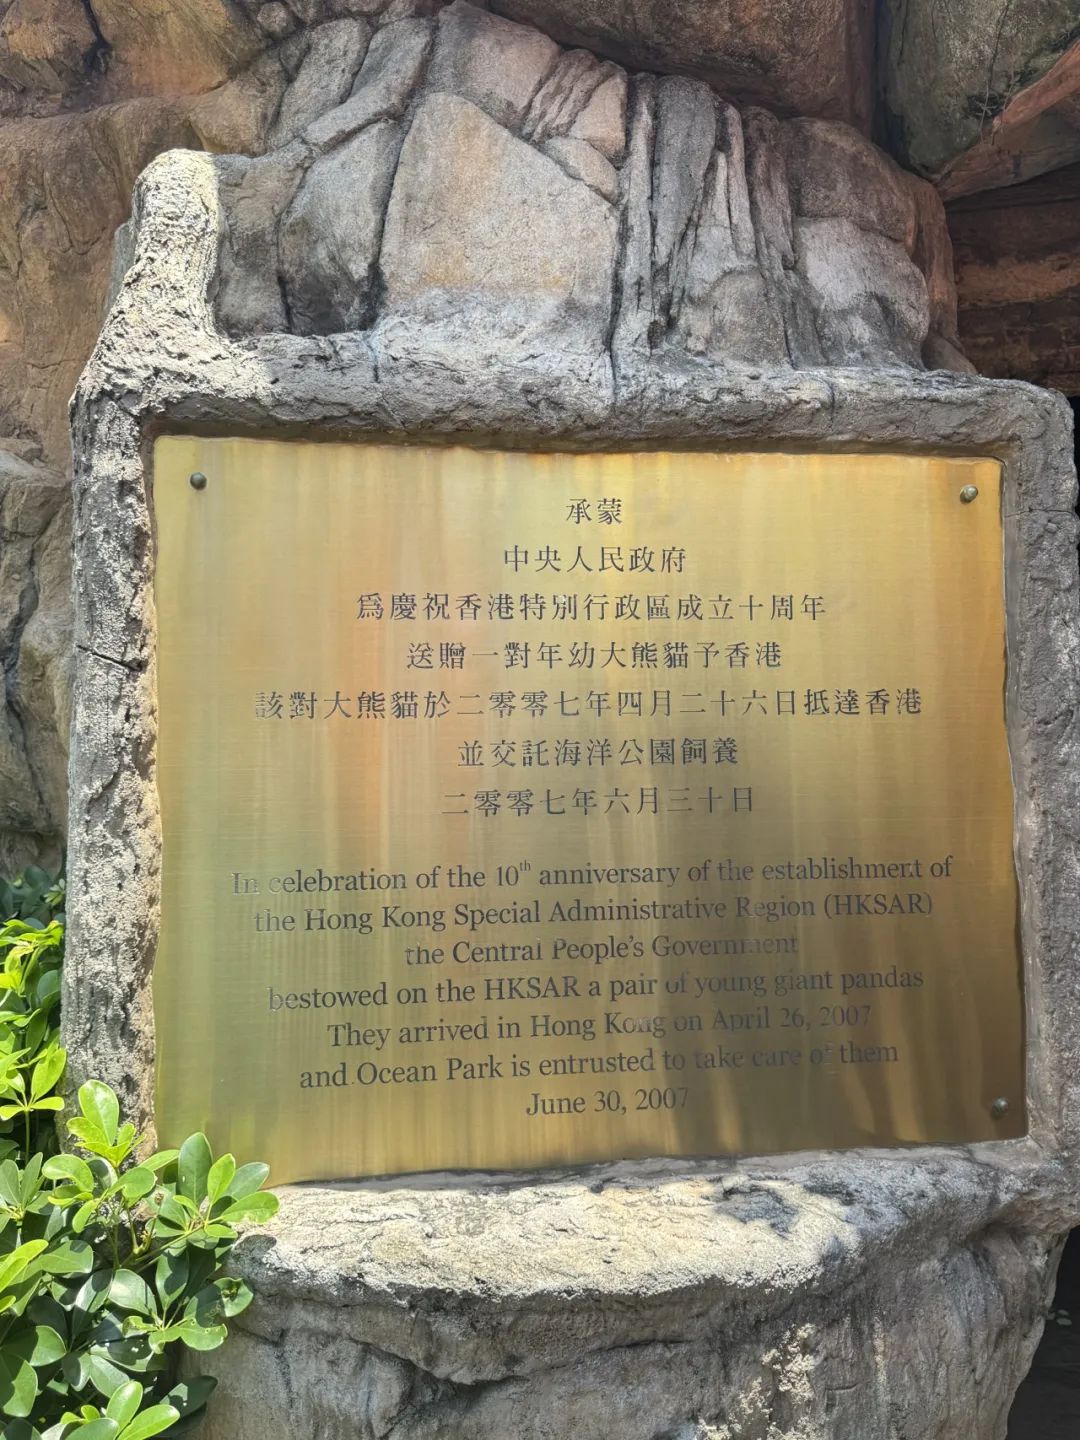 承蒙
中央人民政府
爲慶祝香港特別行政區成立十周年
送贈一對年幼大熊貓予香港
該對大熊貓於二零零七年四月二十六日抵達香港
並交託海洋公園飼養
二零零七年六月三十日
In celebration of the 10th anniversary of the establishment of
the Hong Kong Special Administrative Region (HKSAR)
the Central People's Government
bestowed on the HKSAR a pair of young giant pandas
They arrived in Hong Kong on April 26, 2007
and Ocean Park is entrusted to take care of them
June 30, 2007